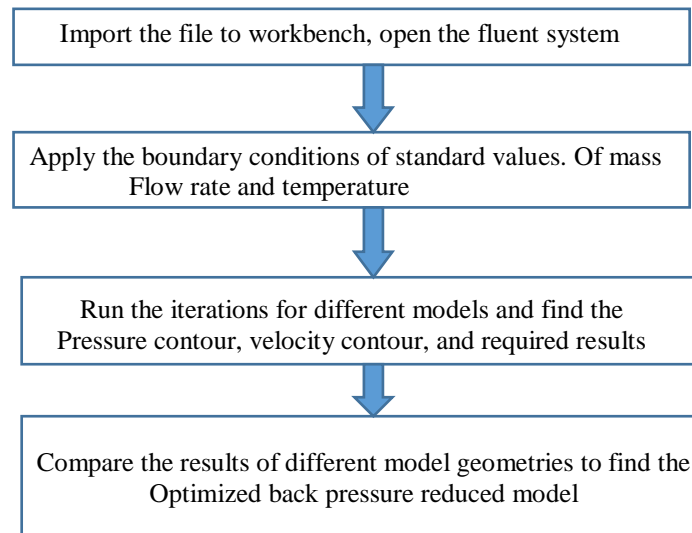 Import the file to workbench, open the fluent system
Apply the boundary conditions of standard values. Of mass
Flow rate and temperature
Run the iterations for different models and find the
Pressure contour, velocity contour, and required results
Compare the results of different model geometries to find the
Optimized back pressure reduced model